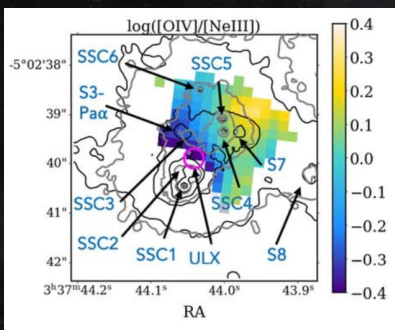 log([OIV]/[NeIII])
SSC6
SSC5
S3-
Paα
SSC3
SSC2
SSC1
ULX
SSC4
S7
S8
-5°02'38"
39"
40"
41"
42"
3ʰ37ᵐ44.2ˢ
44.1ˢ
44.0ˢ
43.9ˢ
RA
0.4
0.3
0.2
0.1
0.0
−0.1
−0.2
−0.3
−0.4